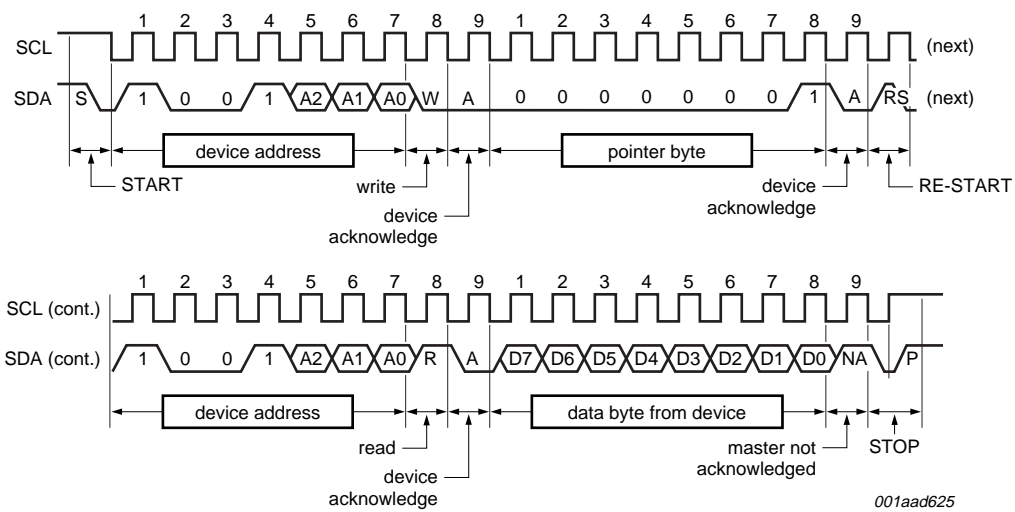 1 2 3 4 5 6 7 8 9 1 2 3 4 5 6 7 8 9
SCL (next)
SDA S 1 0 0 1 A2 A1 A0 W A 0 0 0 0 0 0 0 1 A RS (next)
device address pointer byte
START write device RE-START
device acknowledge
acknowledge
1 2 3 4 5 6 7 8 9 1 2 3 4 5 6 7 8 9
SCL (cont.)
SDA (cont.) 1 0 0 1 A2 A1 A0 R A D7 D6 D5 D4 D3 D2 D1 D0 NA P
device address data byte from device
read master not STOP
device acknowledged
acknowledge
001aad625